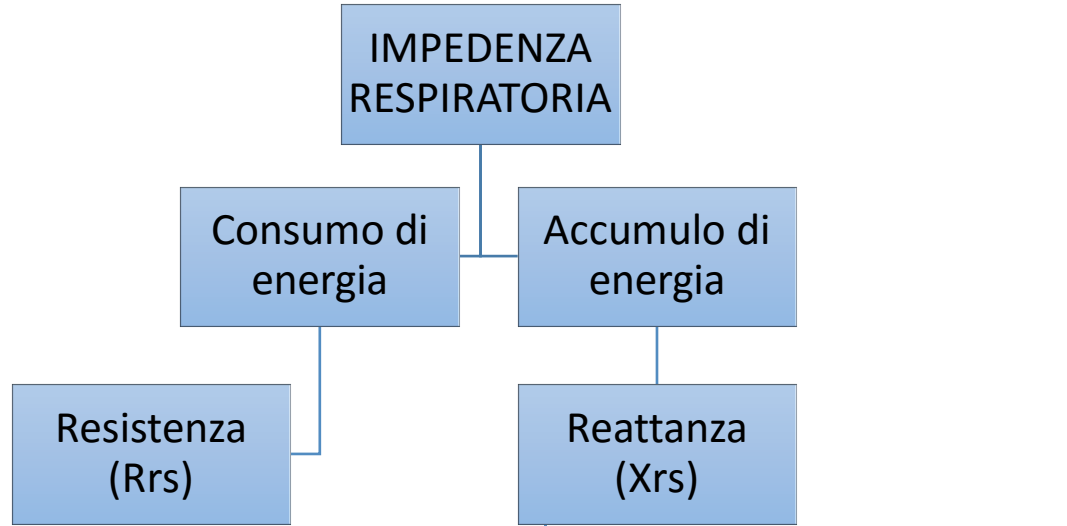 IMPEDENZA
RESPIRATORIA
Consumo di
energia
Accumulo di
energia
Resistenza
(Rrs)
Reattanza
(Xrs)